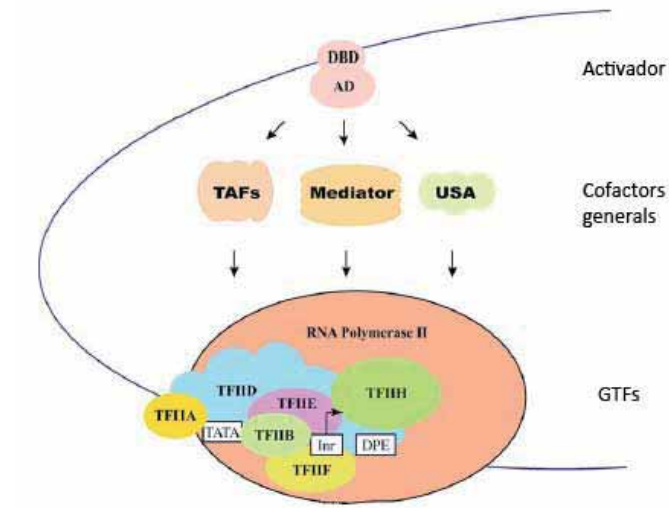 DBD
AD
Activador
TAFs
Mediator
USA
Cofactors
generals
RNA Polymerase II
TFIID
TFIIH
TFIIE
TFIIA
TATA
TFIIB
Inr
DPE
TFIIF
GTFs